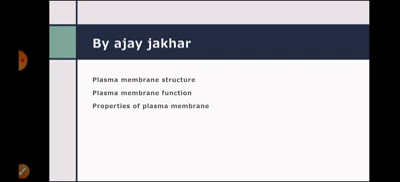 By ajay jakhar
Plasma membrane structure
Plasma membrane function
Properties of plasma membrane